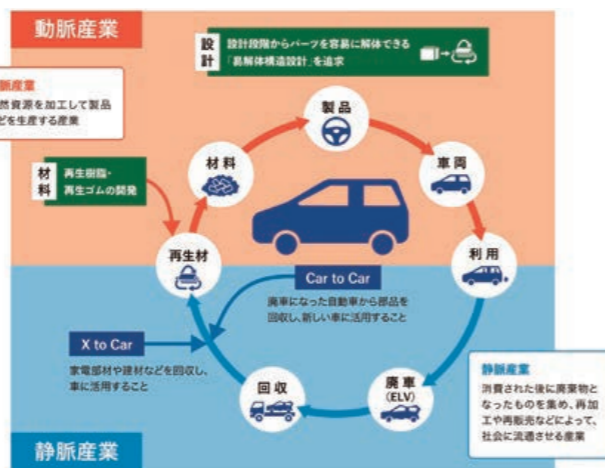 動脈産業
設計
設計段階からパーツを容易に解体できる
「易解体構造設計」を追求
脈産業
然資源を加工して製品
どを生産する産業
製品
材料
車両
材料
再生樹脂・
再生ゴムの開発
再生材
利用
Car to Car
廃車になった自動車から部品を
回収し、新しい車に活用すること
X to Car
家電部材や建材などを回収し、
車に活用すること
回収
廃車
(ELV)
静脈産業
消費された後に廃棄物と
なったものを集め、再加
工や再販売などによって、
社会に流通させる産業
静脈産業